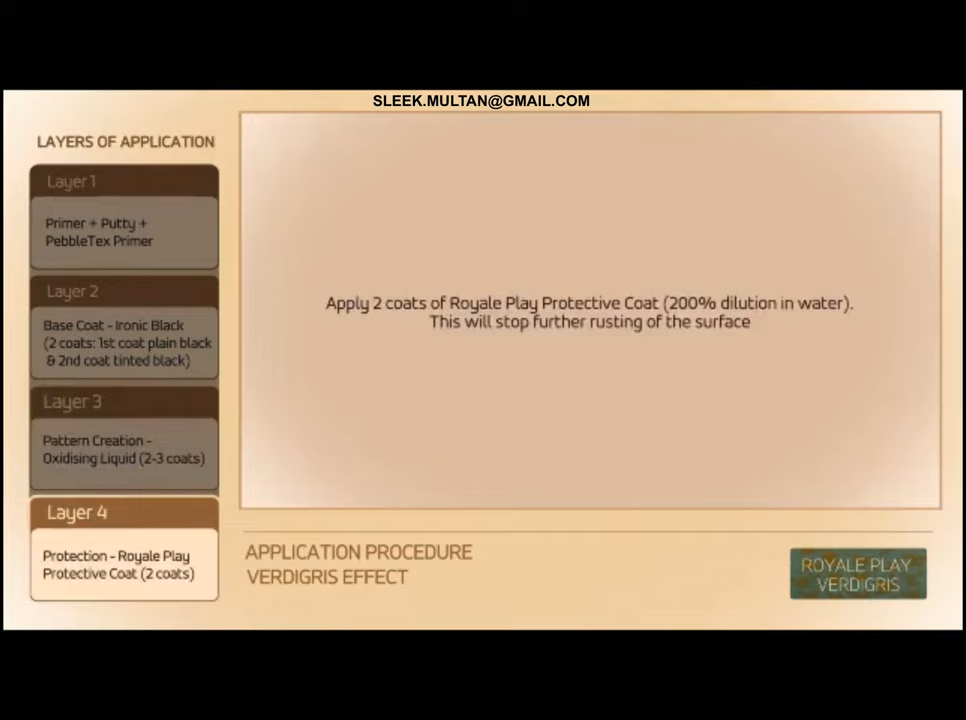 SLEEK.MULTAN@GMAIL.COM
LAYERS OF APPLICATION
Layer 1
Primer + Putty +
PebbleTex Primer
Layer 2
Base Coat - Ironic Black
(2 coats: 1st coat plain black
& 2nd coat tinted black)
Layer 3
Pattern Creation -
Oxidising Liquid (2-3 coats)
Layer 4
Protection - Royale Play
Protective Coat (2 coats)
Apply 2 coats of Royale Play Protective Coat (200% dilution in water).
This will stop further rusting of the surface
APPLICATION PROCEDURE
VERDIGRIS EFFECT
ROYALE PLAY
VERDIGRIS